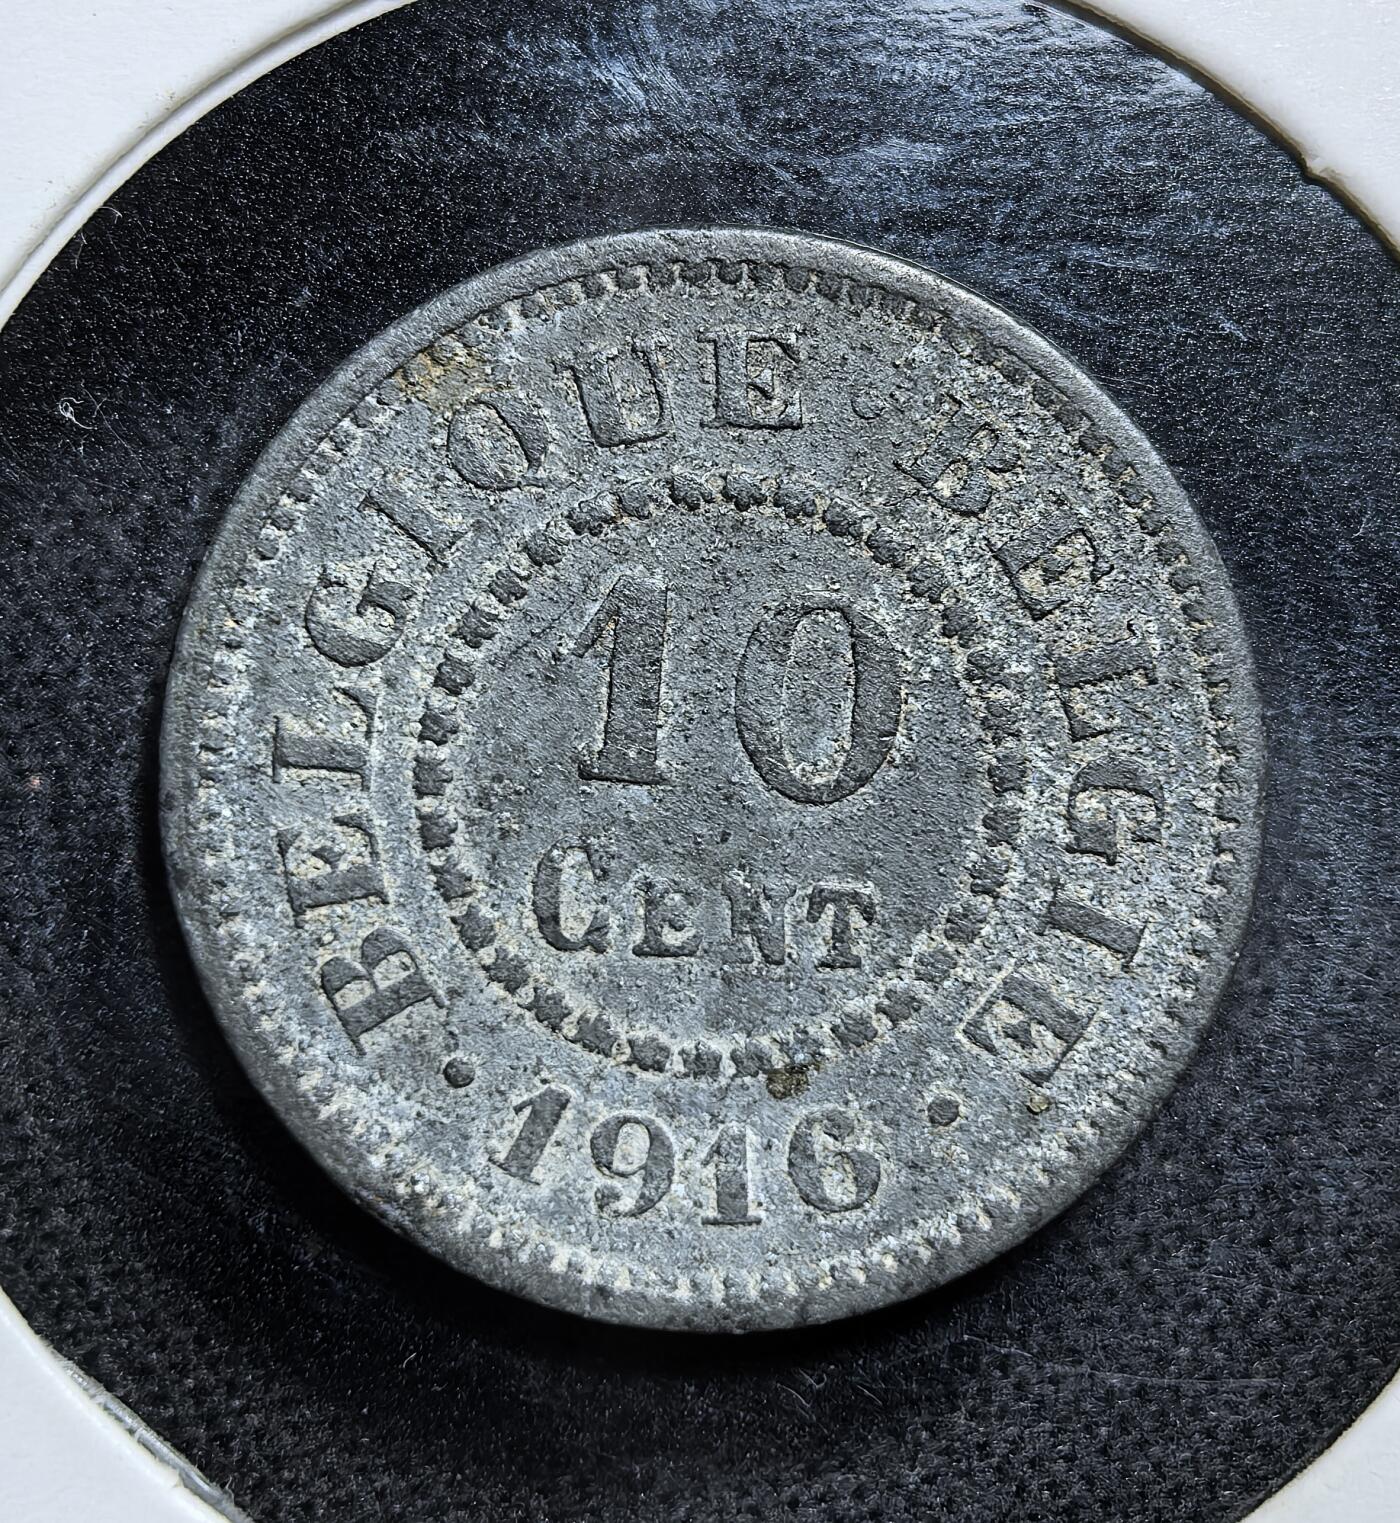 BELGIQUE · BELGIE
10
CENT
· 1916 ·